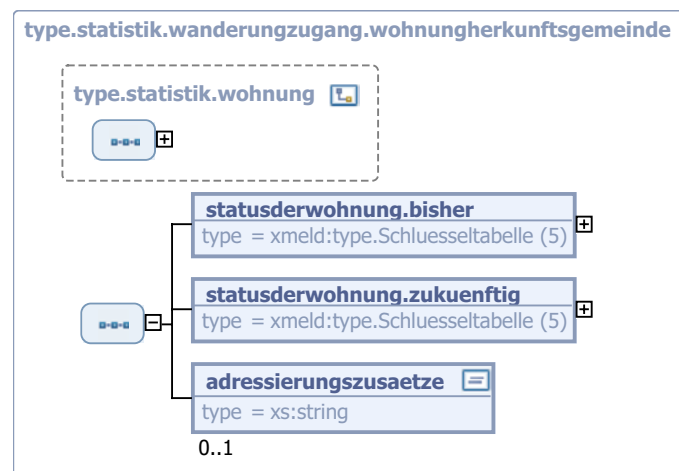 type.statistik.wanderungzugang.wohnungherkunftsgemeinde
type.statistik.wohnung
statusderwohnung.bisher
type = xmeld:type.Schluesseltabelle (5)
statusderwohnung.zukuenftig
type = xmeld:type.Schluesseltabelle (5)
adressierungszusaetze
type = xs:string
0..1